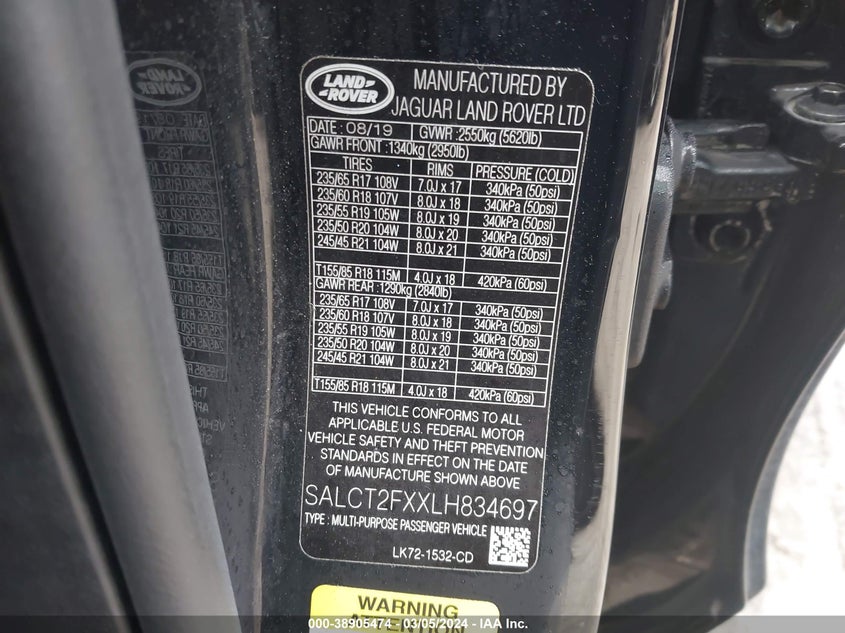 LAND
ROVER
MANUFACTURED BY
JAGUAR LAND ROVER LTD
DATE : 08/19 GVWR :2550kg (5620lb)
GAWR FRONT :1340kg (2950lb)
TIRES RIMS PRESSURE (COLD)
235/65 R17 108V 7.0J x 17 340kPa (50psi)
235/60 R18 107V 8.0J x 18 340kPa (50psi)
235/55 R19 105W 8.0J x 19 340kPa (50psi)
235/50 R20 104W 8.0J x 20 340kPa (50psi)
245/45 R21 104W 8.0J x 21 340kPa (50psi)
T155/85 R18 115M 4.0J x 18 420kPa (60psi)
GAWR REAR :1290kg (2840lb)
235/65 R17 108V 7.0J x 17 340kPa (50psi)
235/60 R18 107V 8.0J x 18 340kPa (50psi)
235/55 R19 105W 8.0J x 19 340kPa (50psi)
235/50 R20 104W 8.0J x 20 340kPa (50psi)
245/45 R21 104W 8.0J x 21 340kPa (50psi)
T155/85 R18 115M 4.0J x 18 420kPa (60psi)
THIS VEHICLE CONFORMS TO ALL
APPLICABLE U.S. FEDERAL MOTOR
VEHICLE SAFETY AND THEFT PREVENTION
STANDARDS IN EFFECT ON THE DATE
OF MANUFACTURE SHOWN ABOVE
SALCT2FXXLH834697
TYPE : MULTI-PURPOSE PASSENGER VEHICLE
LK72-1532-CD
WARNING
ATTENTION
000-38905474 - 03/05/2024 - IAA Inc.